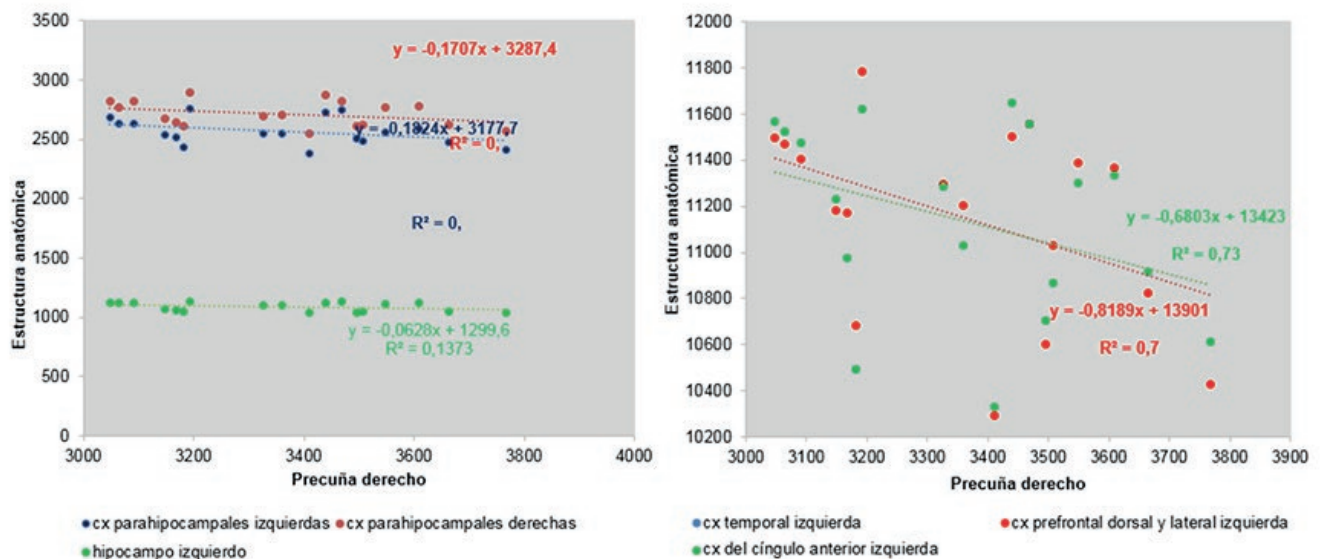 3500
3000
2500
2000
1500
1000
500
0
Estructura anatómica
y = -0,1707x + 3287,4
y = -0,1824x + 3177,7
R² = 0,
R² = 0,
y = -0,0628x + 1299,6
R² = 0,1373
3000 3200 3400 3600 3800 4000
Precuña derecho
cx parahipocampales izquierdas cx parahipocampales derechas
hipocampo izquierdo
12000
11800
11600
11400
11200
11000
10800
10600
10400
10200
Estructura anatómica
y = -0,6803x + 13423
R² = 0,73
y = -0,8189x + 13901
R² = 0,7
3000 3100 3200 3300 3400 3500 3600 3700 3800 3900
Precuña derecho
cx temporal izquierda cx prefrontal dorsal y lateral izquierda
cx del cíngulo anterior izquierda